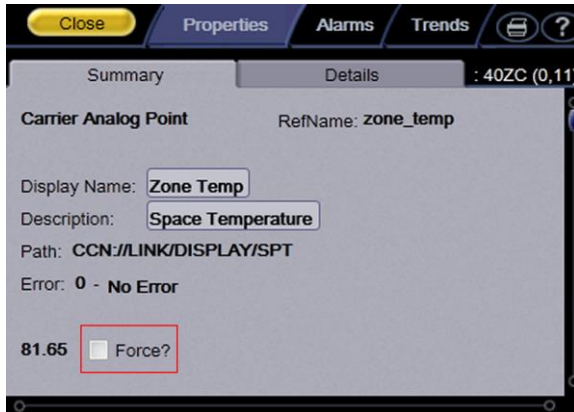 Close Properties Alarms Trends ?
Summary Details : 40ZC (0,11)
Carrier Analog Point RefName: zone_temp
Display Name: Zone Temp
Description: Space Temperature
Path: CCN://LINK/DISPLAY/SPT
Error: 0 - No Error
81.65 Force?